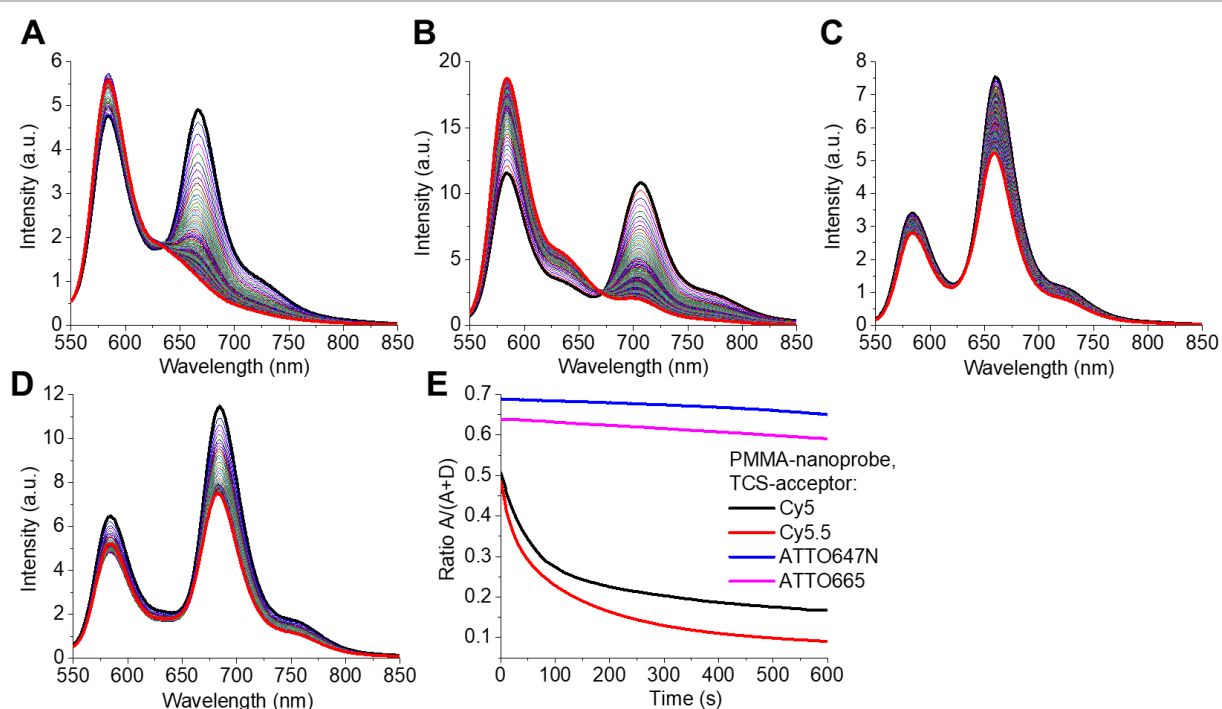 A
B
C
6
5
4
3
2
1
0
Intensity (a.u.)
550 600 650 700 750 800 850
Wavelength (nm)
20
15
10
5
0
Intensity (a.u.)
550 600 650 700 750 800 850
Wavelength (nm)
8
7
6
5
4
3
2
1
0
Intensity (a.u.)
550 600 650 700 750 800 850
Wavelength (nm)
D
E
12
10
8
6
4
2
0
Intensity (a.u.)
550 600 650 700 750 800 850
Wavelength (nm)
0.7
0.6
0.5
0.4
0.3
0.2
0.1
Ratio A/(A+D)
PMMA-nanoprobe,
TCS-acceptor:
Cy5
Cy5.5
ATTO647N
ATTO665
0 100 200 300 400 500 600
Time (s)